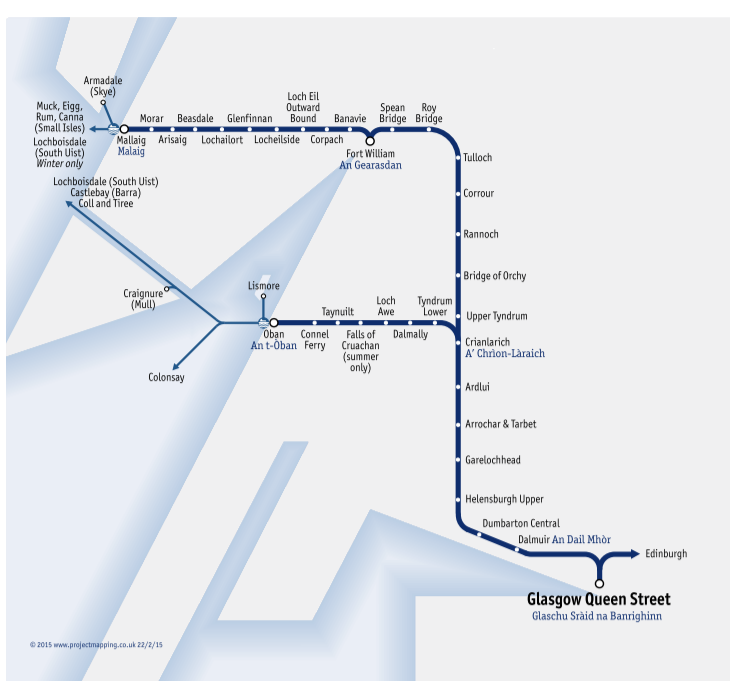 Armadale
(Skye)
Muck, Eigg,
Rum, Canna
(Small Isles)
Lochboisdale
(South Uist)
Winter only
Mallaig
Malaig
Morar
Arisaig
Beasdale
Lochailort
Glenfinnan
Locheilside
Loch Eil
Outward
Bound
Corpach
Banavie
Fort William
An Gearasdan
Spean
Bridge
Roy
Bridge
Tulloch
Corrour
Rannoch
Bridge of Orchy
Upper Tyndrum
Lochboisdale (South Uist)
Castlebay (Barra)
Coll and Tiree
Craignure
(Mull)
Colonsay
Lismore
Oban
An t-Òban
Connel
Ferry
Taynuilt
Falls of
Cruachan
(summer
only)
Loch
Awe
Dalmally
Tyndrum
Lower
Crianlarich
A’ Chrìon-Làraich
Ardlui
Arrochar & Tarbet
Garelochhead
Helensburgh Upper
Dumbarton Central
Dalmuir An Dail Mhòr
Edinburgh
Glasgow Queen Street
Glaschu Sràid na Banrighinn
© 2015 www.projectmapping.co.uk 22/2/15